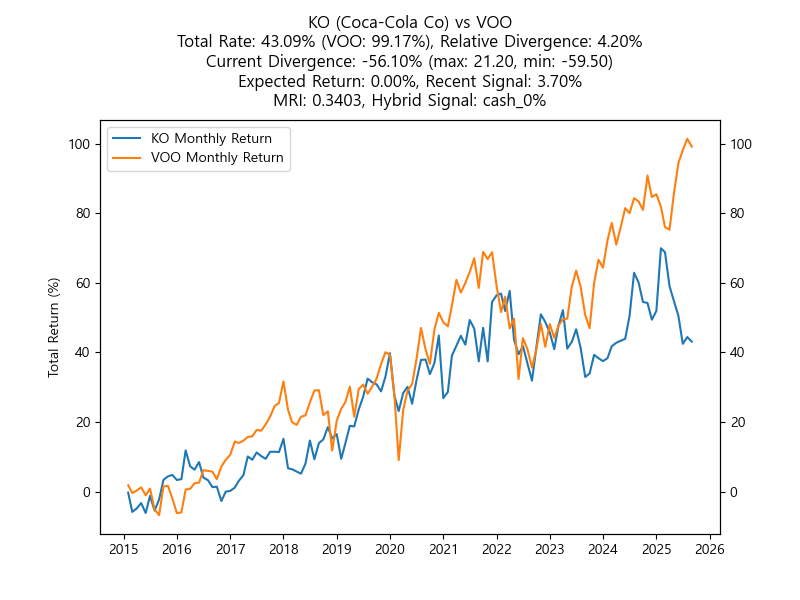 KO (Coca-Cola Co) vs VOO
Total Rate: 43.09% (VOO: 99.17%), Relative Divergence: 4.20%
Current Divergence: -56.10% (max: 21.20, min: -59.50)
Expected Return: 0.00%, Recent Signal: 3.70%
MRI: 0.3403, Hybrid Signal: cash_0%
KO Monthly Return
VOO Monthly Return
Total Return (%)
100
80
60
40
20
0
100
80
60
40
20
0
2015 2016 2017 2018 2019 2020 2021 2022 2023 2024 2025 2026